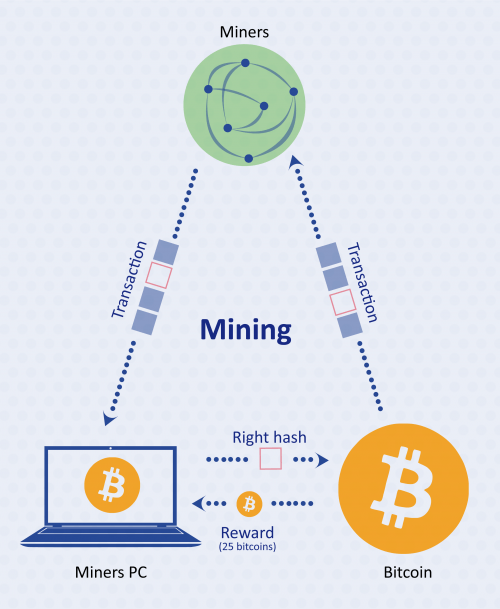 Miners
Transaction
Transaction
Mining
Right hash
Reward
(25 bitcoins)
Miners PC
Bitcoin